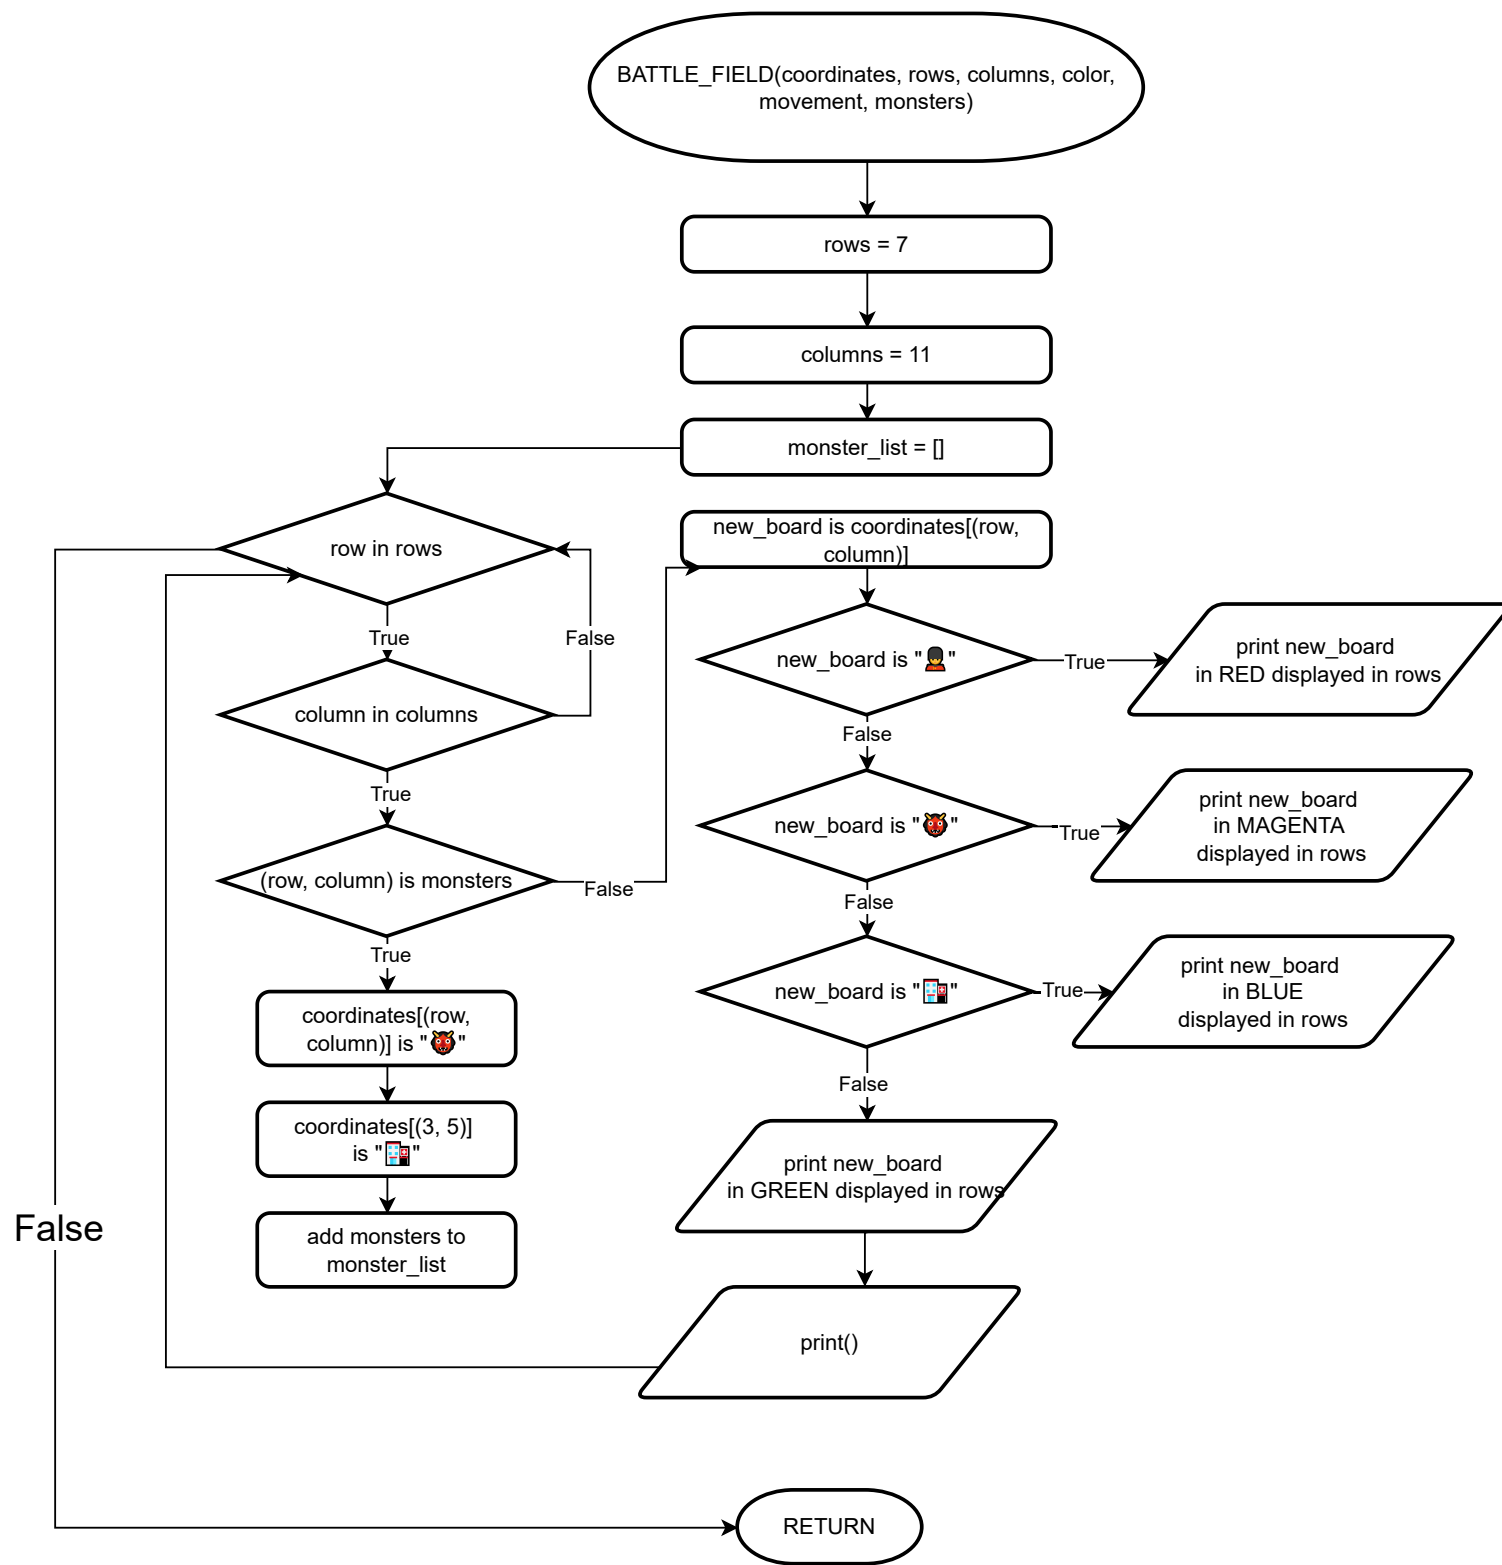 BATTLE_FIELD(coordinates, rows, columns, color,
movement, monsters)
rows = 7
columns = 11
monster_list = []
row in rows
True
False
column in columns
True
(row, column) is monsters
False
True
coordinates[(row,
column)] is "👹"
coordinates[(3, 5)]
is "🏥"
add monsters to
monster_list
False
new_board is coordinates[(row,
column)]
new_board is "💂"
True
print new_board
in RED displayed in rows
False
new_board is "👹"
True
print new_board
in MAGENTA
displayed in rows
False
new_board is "🏥"
True
print new_board
in BLUE
displayed in rows
False
print new_board
in GREEN displayed in rows
print()
RETURN